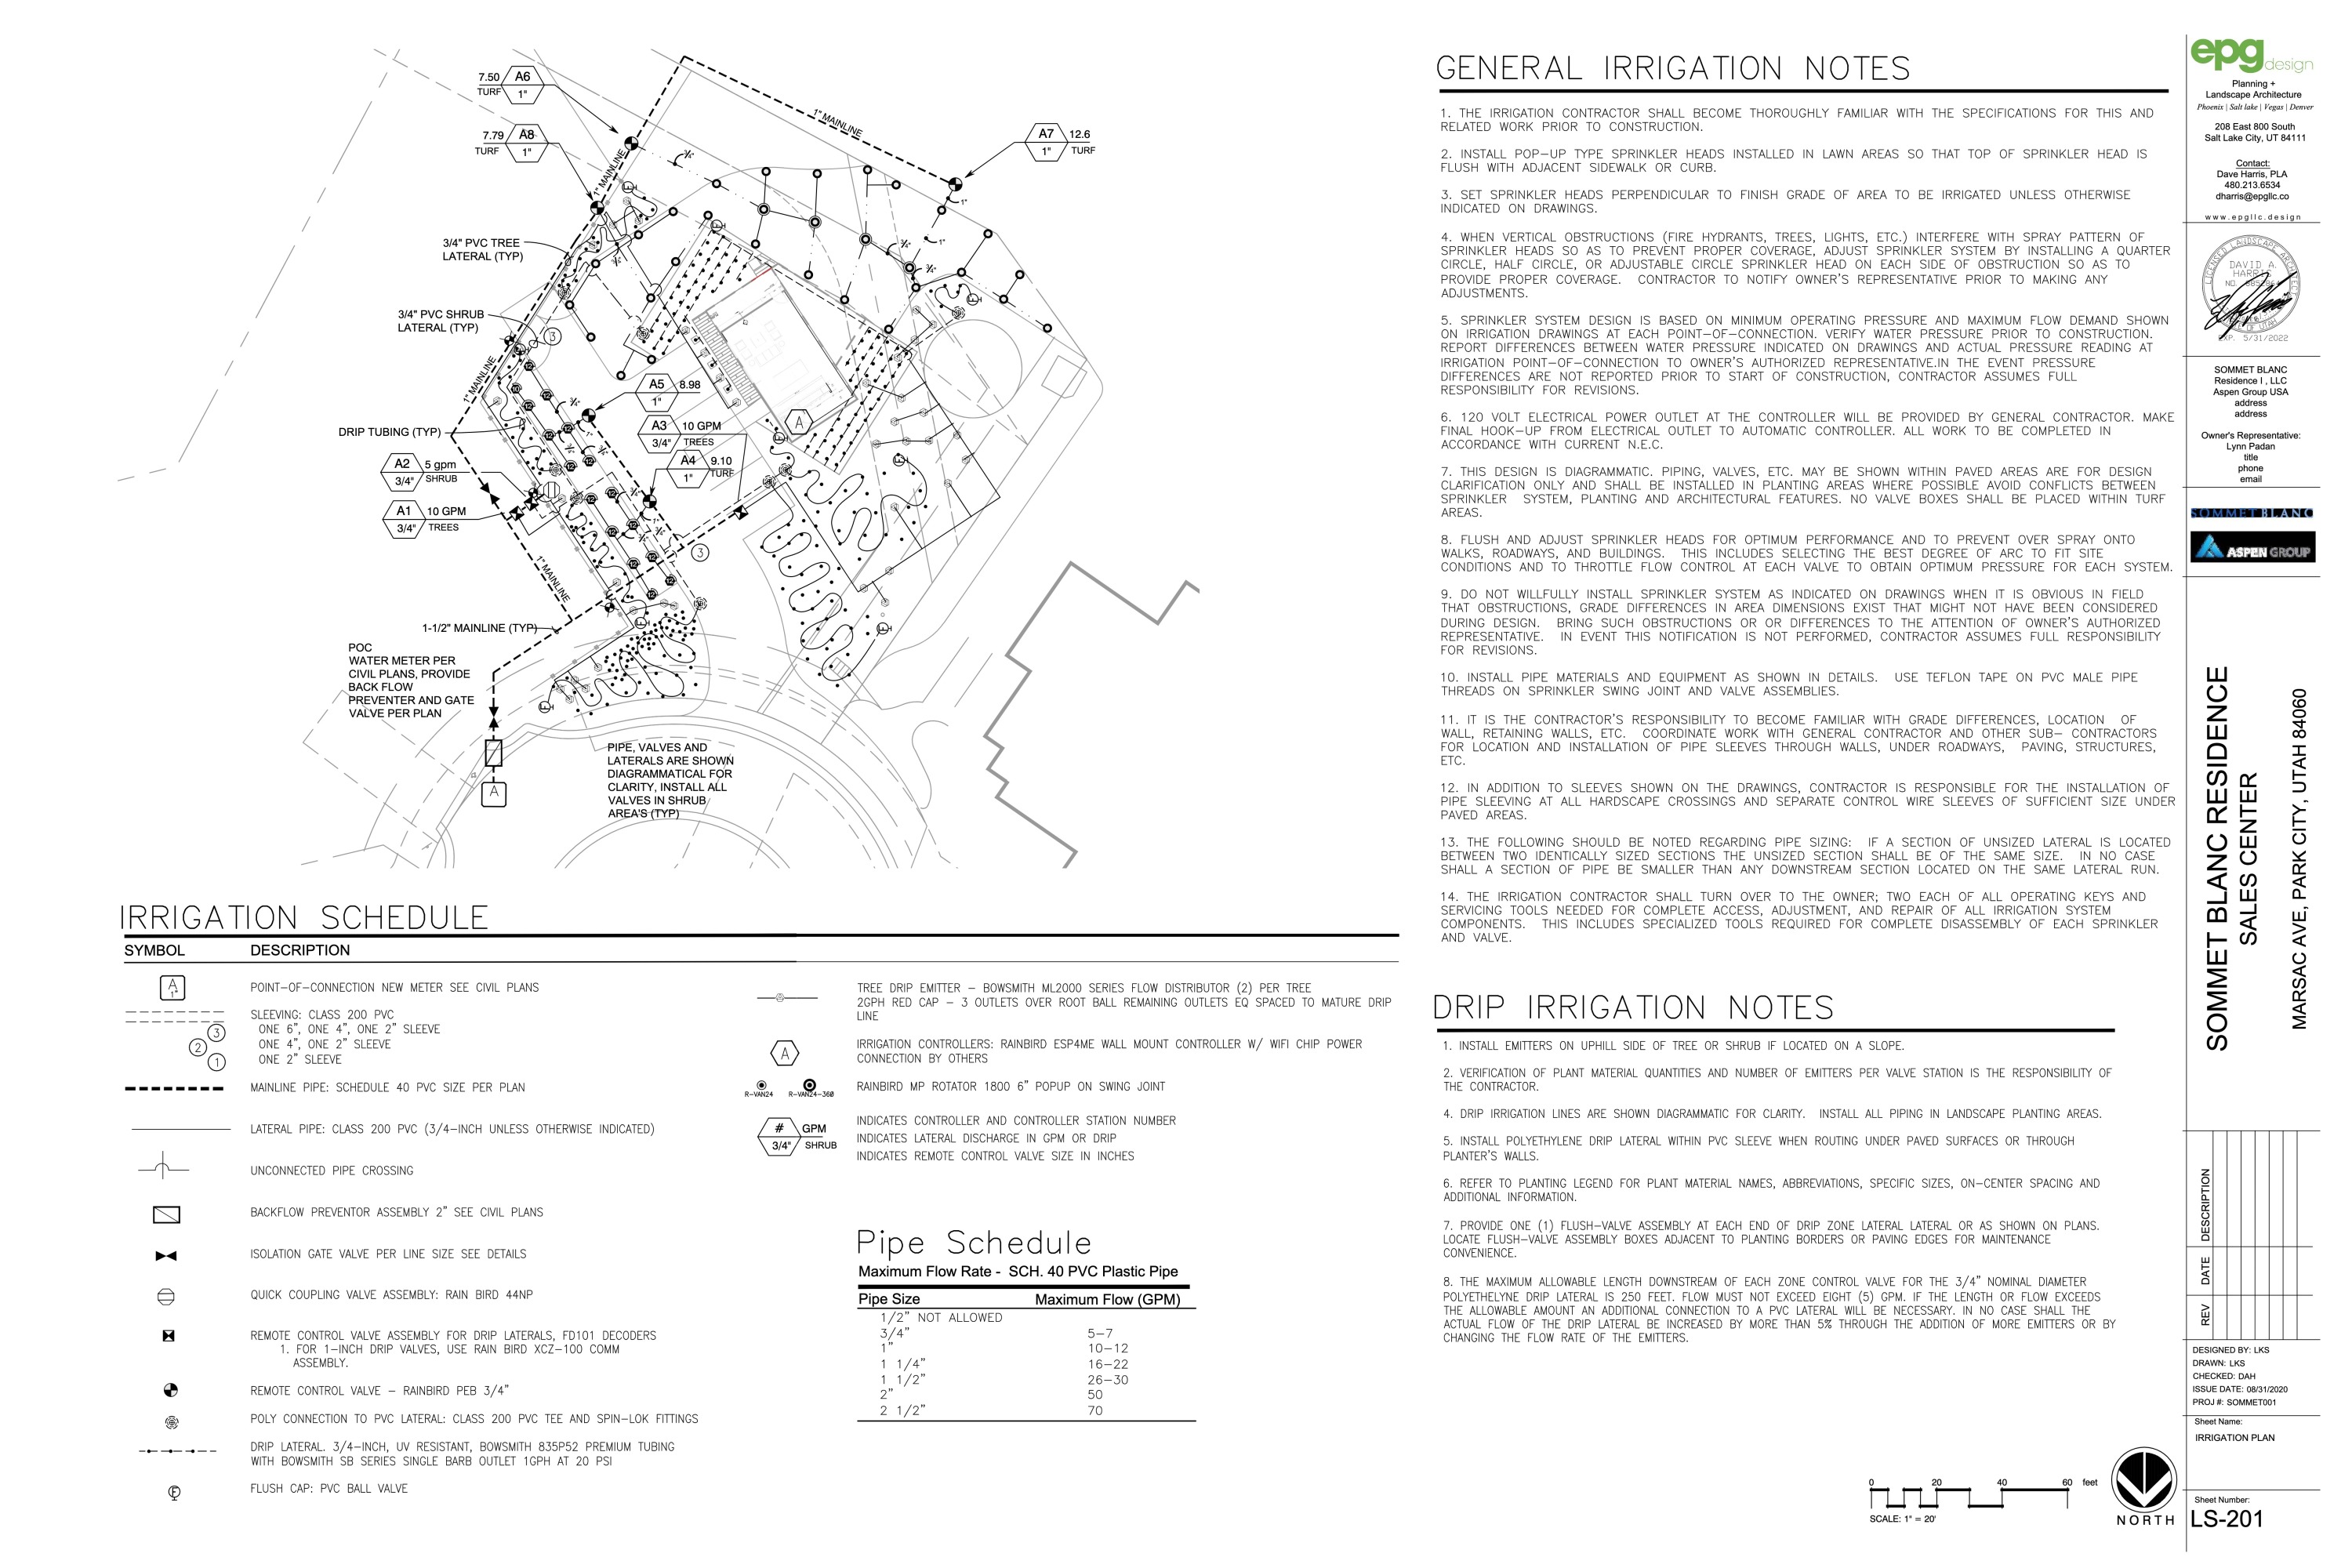 7.50 A6
TURF 1"
7.79 A8
TURF 1"
1" MAINLINE
A7 12.6
1" TURF
1" MAINLINE
3/4" PVC TREE
LATERAL (TYP)
3/4" PVC SHRUB
LATERAL (TYP)
3
1" MAINLINE
A5 8.98
1"
A3 10 GPM
3/4" TREES
A4 9.10
1" TURF
A
DRIP TUBING (TYP)
A2 5 gpm
3/4" SHRUB
A1 10 GPM
3/4" TREES
3
1" MAINLINE
1-1/2" MAINLINE (TYP)
POC
WATER METER PER
CIVIL PLANS, PROVIDE
BACK FLOW
PREVENTER AND GATE
VALVE PER PLAN
A
PIPE, VALVES AND
LATERALS ARE SHOWN
DIAGRAMMATICAL FOR
CLARITY, INSTALL ALL
VALVES IN SHRUB
AREA'S (TYP)
IRRIGATION SCHEDULE
SYMBOL DESCRIPTION
A
1"
POINT-OF-CONNECTION NEW METER SEE CIVIL PLANS
SLEEVING: CLASS 200 PVC
3 ONE 6", ONE 4", ONE 2" SLEEVE
2 ONE 4", ONE 2" SLEEVE
1 ONE 2" SLEEVE
MAINLINE PIPE: SCHEDULE 40 PVC SIZE PER PLAN
LATERAL PIPE: CLASS 200 PVC (3/4-INCH UNLESS OTHERWISE INDICATED)
UNCONNECTED PIPE CROSSING
BACKFLOW PREVENTOR ASSEMBLY 2" SEE CIVIL PLANS
ISOLATION GATE VALVE PER LINE SIZE SEE DETAILS
QUICK COUPLING VALVE ASSEMBLY: RAIN BIRD 44NP
REMOTE CONTROL VALVE ASSEMBLY FOR DRIP LATERALS, FD101 DECODERS
1. FOR 1-INCH DRIP VALVES, USE RAIN BIRD XCZ-100 COMM
ASSEMBLY.
REMOTE CONTROL VALVE - RAINBIRD PEB 3/4"
POLY CONNECTION TO PVC LATERAL: CLASS 200 PVC TEE AND SPIN-LOK FITTINGS
DRIP LATERAL. 3/4-INCH, UV RESISTANT, BOWSMITH 835P52 PREMIUM TUBING
WITH BOWSMITH SB SERIES SINGLE BARB OUTLET 1GPH AT 20 PSI
F FLUSH CAP: PVC BALL VALVE
TREE DRIP EMITTER - BOWSMITH ML2000 SERIES FLOW DISTRIBUTOR (2) PER TREE
2GPH RED CAP - 3 OUTLETS OVER ROOT BALL REMAINING OUTLETS EQ SPACED TO MATURE DRIP
LINE
A IRRIGATION CONTROLLERS: RAINBIRD ESP4ME WALL MOUNT CONTROLLER W/ WIFI CHIP POWER
CONNECTION BY OTHERS
R-VAN24 R-VAN24-360 RAINBIRD MP ROTATOR 1800 6" POPUP ON SWING JOINT
# GPM
3/4" SHRUB
INDICATES CONTROLLER AND CONTROLLER STATION NUMBER
INDICATES LATERAL DISCHARGE IN GPM OR DRIP
INDICATES REMOTE CONTROL VALVE SIZE IN INCHES
Pipe Schedule
Maximum Flow Rate - SCH. 40 PVC Plastic Pipe
Pipe Size Maximum Flow (GPM)
1/2" NOT ALLOWED
3/4" 5-7
1" 10-12
1 1/4" 16-22
1 1/2" 26-30
2" 50
2 1/2" 70
GENERAL IRRIGATION NOTES
1. THE IRRIGATION CONTRACTOR SHALL BECOME THOROUGHLY FAMILIAR WITH THE SPECIFICATIONS FOR THIS AND
RELATED WORK PRIOR TO CONSTRUCTION.
2. INSTALL POP-UP TYPE SPRINKLER HEADS INSTALLED IN LAWN AREAS SO THAT TOP OF SPRINKLER HEAD IS
FLUSH WITH ADJACENT SIDEWALK OR CURB.
3. SET SPRINKLER HEADS PERPENDICULAR TO FINISH GRADE OF AREA TO BE IRRIGATED UNLESS OTHERWISE
INDICATED ON DRAWINGS.
4. WHEN VERTICAL OBSTRUCTIONS (FIRE HYDRANTS, TREES, LIGHTS, ETC.) INTERFERE WITH SPRAY PATTERN OF
SPRINKLER HEADS SO AS TO PREVENT PROPER COVERAGE, ADJUST SPRINKLER SYSTEM BY INSTALLING A QUARTER
CIRCLE, HALF CIRCLE, OR ADJUSTABLE CIRCLE SPRINKLER HEAD ON EACH SIDE OF OBSTRUCTION SO AS TO
PROVIDE PROPER COVERAGE. CONTRACTOR TO NOTIFY OWNER'S REPRESENTATIVE PRIOR TO MAKING ANY
ADJUSTMENTS.
5. SPRINKLER SYSTEM DESIGN IS BASED ON MINIMUM OPERATING PRESSURE AND MAXIMUM FLOW DEMAND SHOWN
ON IRRIGATION DRAWINGS AT EACH POINT-OF-CONNECTION. VERIFY WATER PRESSURE PRIOR TO CONSTRUCTION.
REPORT DIFFERENCES BETWEEN WATER PRESSURE INDICATED ON DRAWINGS AND ACTUAL PRESSURE READING AT
IRRIGATION POINT-OF-CONNECTION TO OWNER'S AUTHORIZED REPRESENTATIVE.IN THE EVENT PRESSURE
DIFFERENCES ARE NOT REPORTED PRIOR TO START OF CONSTRUCTION, CONTRACTOR ASSUMES FULL
RESPONSIBILITY FOR REVISIONS.
6. 120 VOLT ELECTRICAL POWER OUTLET AT THE CONTROLLER WILL BE PROVIDED BY GENERAL CONTRACTOR. MAKE
FINAL HOOK-UP FROM ELECTRICAL OUTLET TO AUTOMATIC CONTROLLER. ALL WORK TO BE COMPLETED IN
ACCORDANCE WITH CURRENT N.E.C.
7. THIS DESIGN IS DIAGRAMMATIC. PIPING, VALVES, ETC. MAY BE SHOWN WITHIN PAVED AREAS ARE FOR DESIGN
CLARIFICATION ONLY AND SHALL BE INSTALLED IN PLANTING AREAS WHERE POSSIBLE AVOID CONFLICTS BETWEEN
SPRINKLER SYSTEM, PLANTING AND ARCHITECTURAL FEATURES. NO VALVE BOXES SHALL BE PLACED WITHIN TURF
AREAS.
8. FLUSH AND ADJUST SPRINKLER HEADS FOR OPTIMUM PERFORMANCE AND TO PREVENT OVER SPRAY ONTO
WALKS, ROADWAYS, AND BUILDINGS. THIS INCLUDES SELECTING THE BEST DEGREE OF ARC TO FIT SITE
CONDITIONS AND TO THROTTLE FLOW CONTROL AT EACH VALVE TO OBTAIN OPTIMUM PRESSURE FOR EACH SYSTEM.
9. DO NOT WILLFULLY INSTALL SPRINKLER SYSTEM AS INDICATED ON DRAWINGS WHEN IT IS OBVIOUS IN FIELD
THAT OBSTRUCTIONS, GRADE DIFFERENCES IN AREA DIMENSIONS EXIST THAT MIGHT NOT HAVE BEEN CONSIDERED
DURING DESIGN. BRING SUCH OBSTRUCTIONS OR OR DIFFERENCES TO THE ATTENTION OF OWNER'S AUTHORIZED
REPRESENTATIVE. IN EVENT THIS NOTIFICATION IS NOT PERFORMED, CONTRACTOR ASSUMES FULL RESPONSIBILITY
FOR REVISIONS.
10. INSTALL PIPE MATERIALS AND EQUIPMENT AS SHOWN IN DETAILS. USE TEFLON TAPE ON PVC MALE PIPE
THREADS ON SPRINKLER SWING JOINT AND VALVE ASSEMBLIES.
11. IT IS THE CONTRACTOR'S RESPONSIBILITY TO BECOME FAMILIAR WITH GRADE DIFFERENCES, LOCATION OF
WALL, RETAINING WALLS, ETC. COORDINATE WORK WITH GENERAL CONTRACTOR AND OTHER SUB- CONTRACTORS
FOR LOCATION AND INSTALLATION OF PIPE SLEEVES THROUGH WALLS, UNDER ROADWAYS, PAVING, STRUCTURES,
ETC.
12. IN ADDITION TO SLEEVES SHOWN ON THE DRAWINGS, CONTRACTOR IS RESPONSIBLE FOR THE INSTALLATION OF
PIPE SLEEVING AT ALL HARDSCAPE CROSSINGS AND SEPARATE CONTROL WIRE SLEEVES OF SUFFICIENT SIZE UNDER
PAVED AREAS.
13. THE FOLLOWING SHOULD BE NOTED REGARDING PIPE SIZING: IF A SECTION OF UNSIZED LATERAL IS LOCATED
BETWEEN TWO IDENTICALLY SIZED SECTIONS THE UNSIZED SECTION SHALL BE OF THE SAME SIZE. IN NO CASE
SHALL A SECTION OF PIPE BE SMALLER THAN ANY DOWNSTREAM SECTION LOCATED ON THE SAME LATERAL RUN.
14. THE IRRIGATION CONTRACTOR SHALL TURN OVER TO THE OWNER; TWO EACH OF ALL OPERATING KEYS AND
SERVICING TOOLS NEEDED FOR COMPLETE ACCESS, ADJUSTMENT, AND REPAIR OF ALL IRRIGATION SYSTEM
COMPONENTS. THIS INCLUDES SPECIALIZED TOOLS REQUIRED FOR COMPLETE DISASSEMBLY OF EACH SPRINKLER
AND VALVE.
DRIP IRRIGATION NOTES
1. INSTALL EMITTERS ON UPHILL SIDE OF TREE OR SHRUB IF LOCATED ON A SLOPE.
2. VERIFICATION OF PLANT MATERIAL QUANTITIES AND NUMBER OF EMITTERS PER VALVE STATION IS THE RESPONSIBILITY OF
THE CONTRACTOR.
4. DRIP IRRIGATION LINES ARE SHOWN DIAGRAMMATIC FOR CLARITY. INSTALL ALL PIPING IN LANDSCAPE PLANTING AREAS.
5. INSTALL POLYETHYLENE DRIP LATERAL WITHIN PVC SLEEVE WHEN ROUTING UNDER PAVED SURFACES OR THROUGH
PLANTER'S WALLS.
6. REFER TO PLANTING LEGEND FOR PLANT MATERIAL NAMES, ABBREVIATIONS, SPECIFIC SIZES, ON-CENTER SPACING AND
ADDITIONAL INFORMATION.
7. PROVIDE ONE (1) FLUSH-VALVE ASSEMBLY AT EACH END OF DRIP ZONE LATERAL LATERAL OR AS SHOWN ON PLANS.
LOCATE FLUSH-VALVE ASSEMBLY BOXES ADJACENT TO PLANTING BORDERS OR PAVING EDGES FOR MAINTENANCE
CONVENIENCE.
8. THE MAXIMUM ALLOWABLE LENGTH DOWNSTREAM OF EACH ZONE CONTROL VALVE FOR THE 3/4" NOMINAL DIAMETER
POLYETHELYNE DRIP LATERAL IS 250 FEET. FLOW MUST NOT EXCEED EIGHT (5) GPM. IF THE LENGTH OR FLOW EXCEEDS
THE ALLOWABLE AMOUNT AN ADDITIONAL CONNECTION TO A PVC LATERAL WILL BE NECESSARY. IN NO CASE SHALL THE
ACTUAL FLOW OF THE DRIP LATERAL BE INCREASED BY MORE THAN 5% THROUGH THE ADDITION OF MORE EMITTERS OR BY
CHANGING THE FLOW RATE OF THE EMITTERS.
0 20 40 60 feet
SCALE: 1" = 20'
NORTH
epg design
Planning +
Landscape Architecture
Phoenix | Salt lake | Vegas | Denver
208 East 800 South
Salt Lake City, UT 84111
Contact:
Dave Harris, PLA
480.213.6534
dharris@epgllc.co
www.epgllc.design
LICENSED LANDSCAPE ARCHITECT
DAVID A.
HARRIS
NO.
OF UTAH
EXP. 5/31/2022
SOMMET BLANC
Residence I , LLC
Aspen Group USA
address
address
Owner's Representative:
Lynn Padan
title
phone
email
SOMMET BLANC
ASPEN GROUP
SOMMET BLANC RESIDENCE
SALES CENTER
MARSAC AVE, PARK CITY, UTAH 84060
REV DATE DESCRIPTION
DESIGNED BY: LKS
DRAWN: LKS
CHECKED: DAH
ISSUE DATE: 08/31/2020
PROJ #: SOMMET001
Sheet Name:
IRRIGATION PLAN
Sheet Number:
LS-201